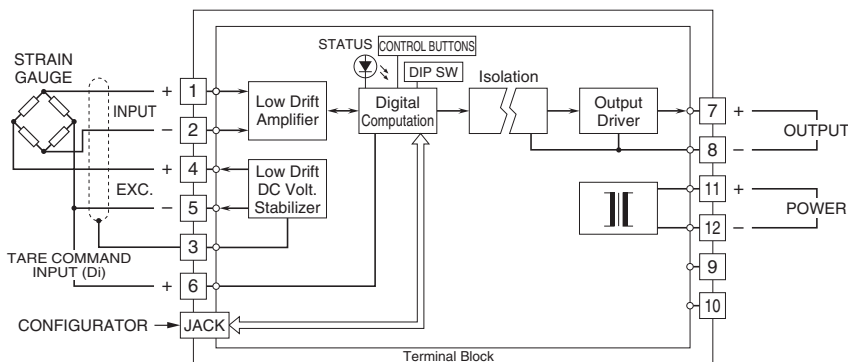 STATUS
CONTROL BUTTONS
DIP SW
STRAIN
GAUGE
INPUT
+ 1
− 2
Low Drift
Amplifier
Digital
Computation
Isolation
Output
Driver
7 +
8 −
OUTPUT
+ 4
EXC.
− 5
Low Drift
DC Volt.
Stabilizer
11 +
12 −
POWER
3
TARE COMMAND
INPUT (Di)
+ 6
9
10
CONFIGURATOR
JACK
Terminal Block